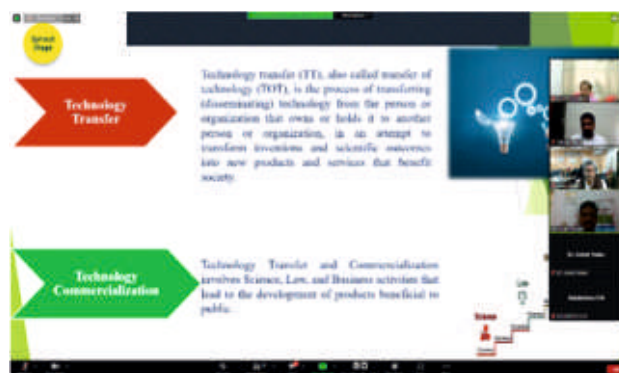 Technology
Transfer
Technology transfer (TT), also called transfer of
technology (TOT), is the process of transferring
(disseminating) technology from the person or
organization that owns or holds it to another
person or organization, in an attempt to
transform inventions and scientific outcomes
into new products and services that benefit
society.
Technology
Commercialization
Technology Transfer and Commercialization
involves Science, Law, and Business activities that
lead to the development of products beneficial to
public.